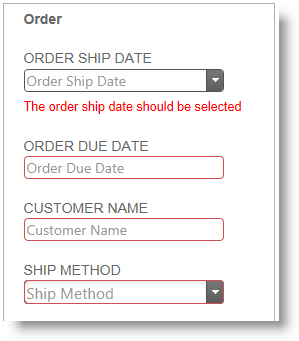 Order
ORDER SHIP DATE
Order Ship Date
The order ship date should be selected
ORDER DUE DATE
Order Due Date
CUSTOMER NAME
Customer Name
SHIP METHOD
Ship Method